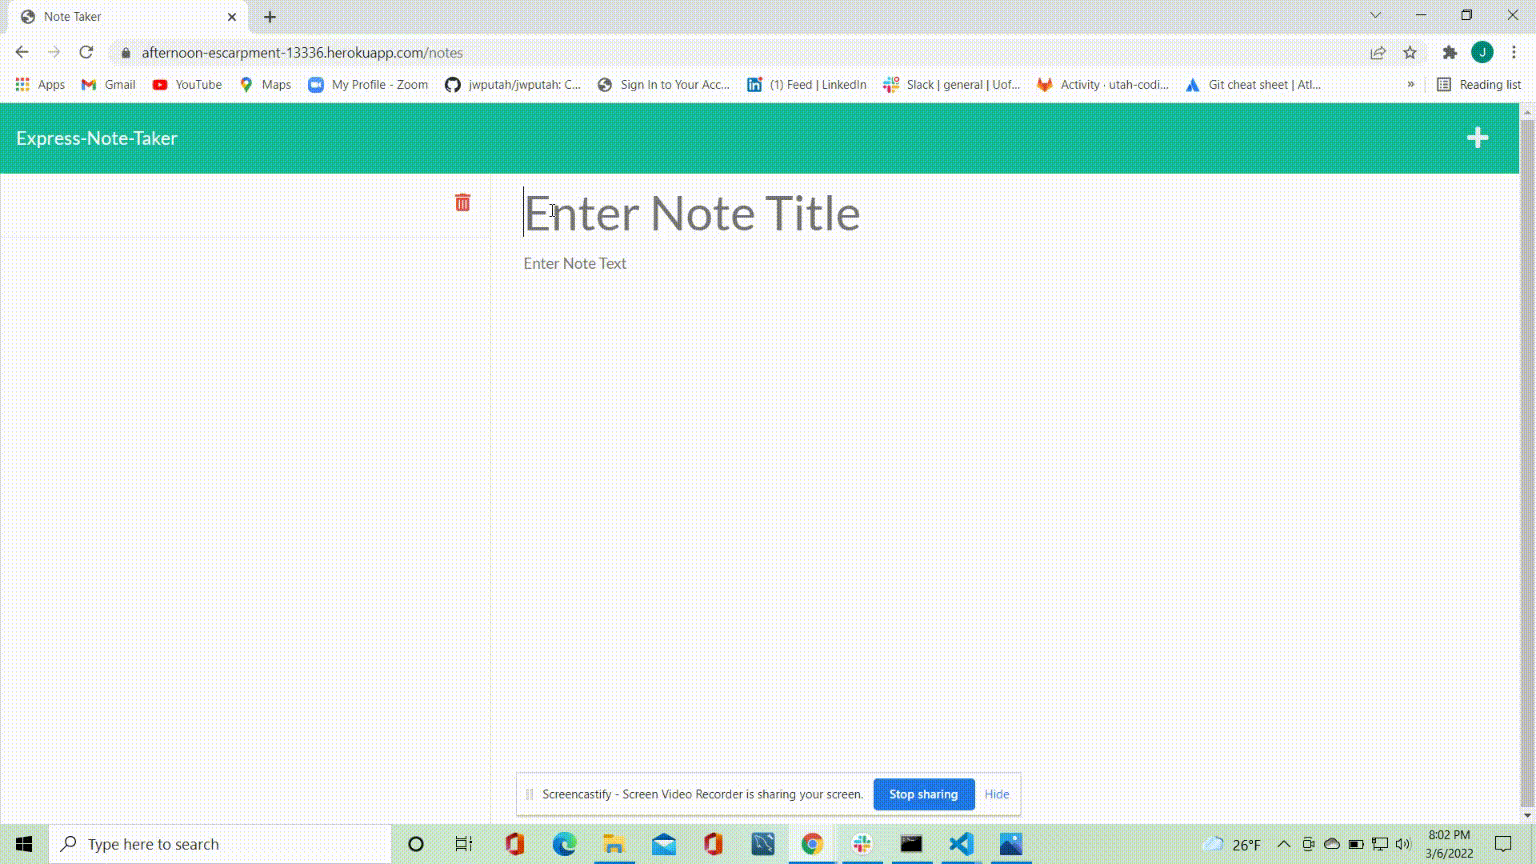 Note Taker
afternoon-escarpment-13336.herokuapp.com/notes
Apps Gmail YouTube Maps My Profile - Zoom jwputah/jwputah: C... Sign In to Your Acc... (1) Feed | LinkedIn Slack | general | Uof... Activity · utah-codi... Git cheat sheet | Atl... » Reading list
J
Express-Note-Taker
Enter Note Title
Enter Note Text
Screencastify - Screen Video Recorder is sharing your screen. Stop sharing Hide
Type here to search
26°F
8:02 PM
3/6/2022